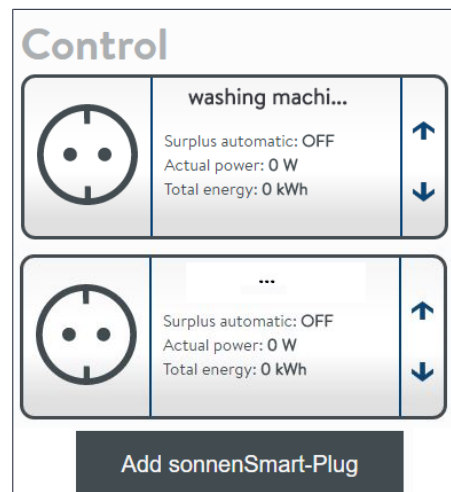 Control
washing machi...
Surplus automatic: OFF
Actual power: 0 W
Total energy: 0 kWh
...
Surplus automatic: OFF
Actual power: 0 W
Total energy: 0 kWh
Add sonnenSmart-Plug